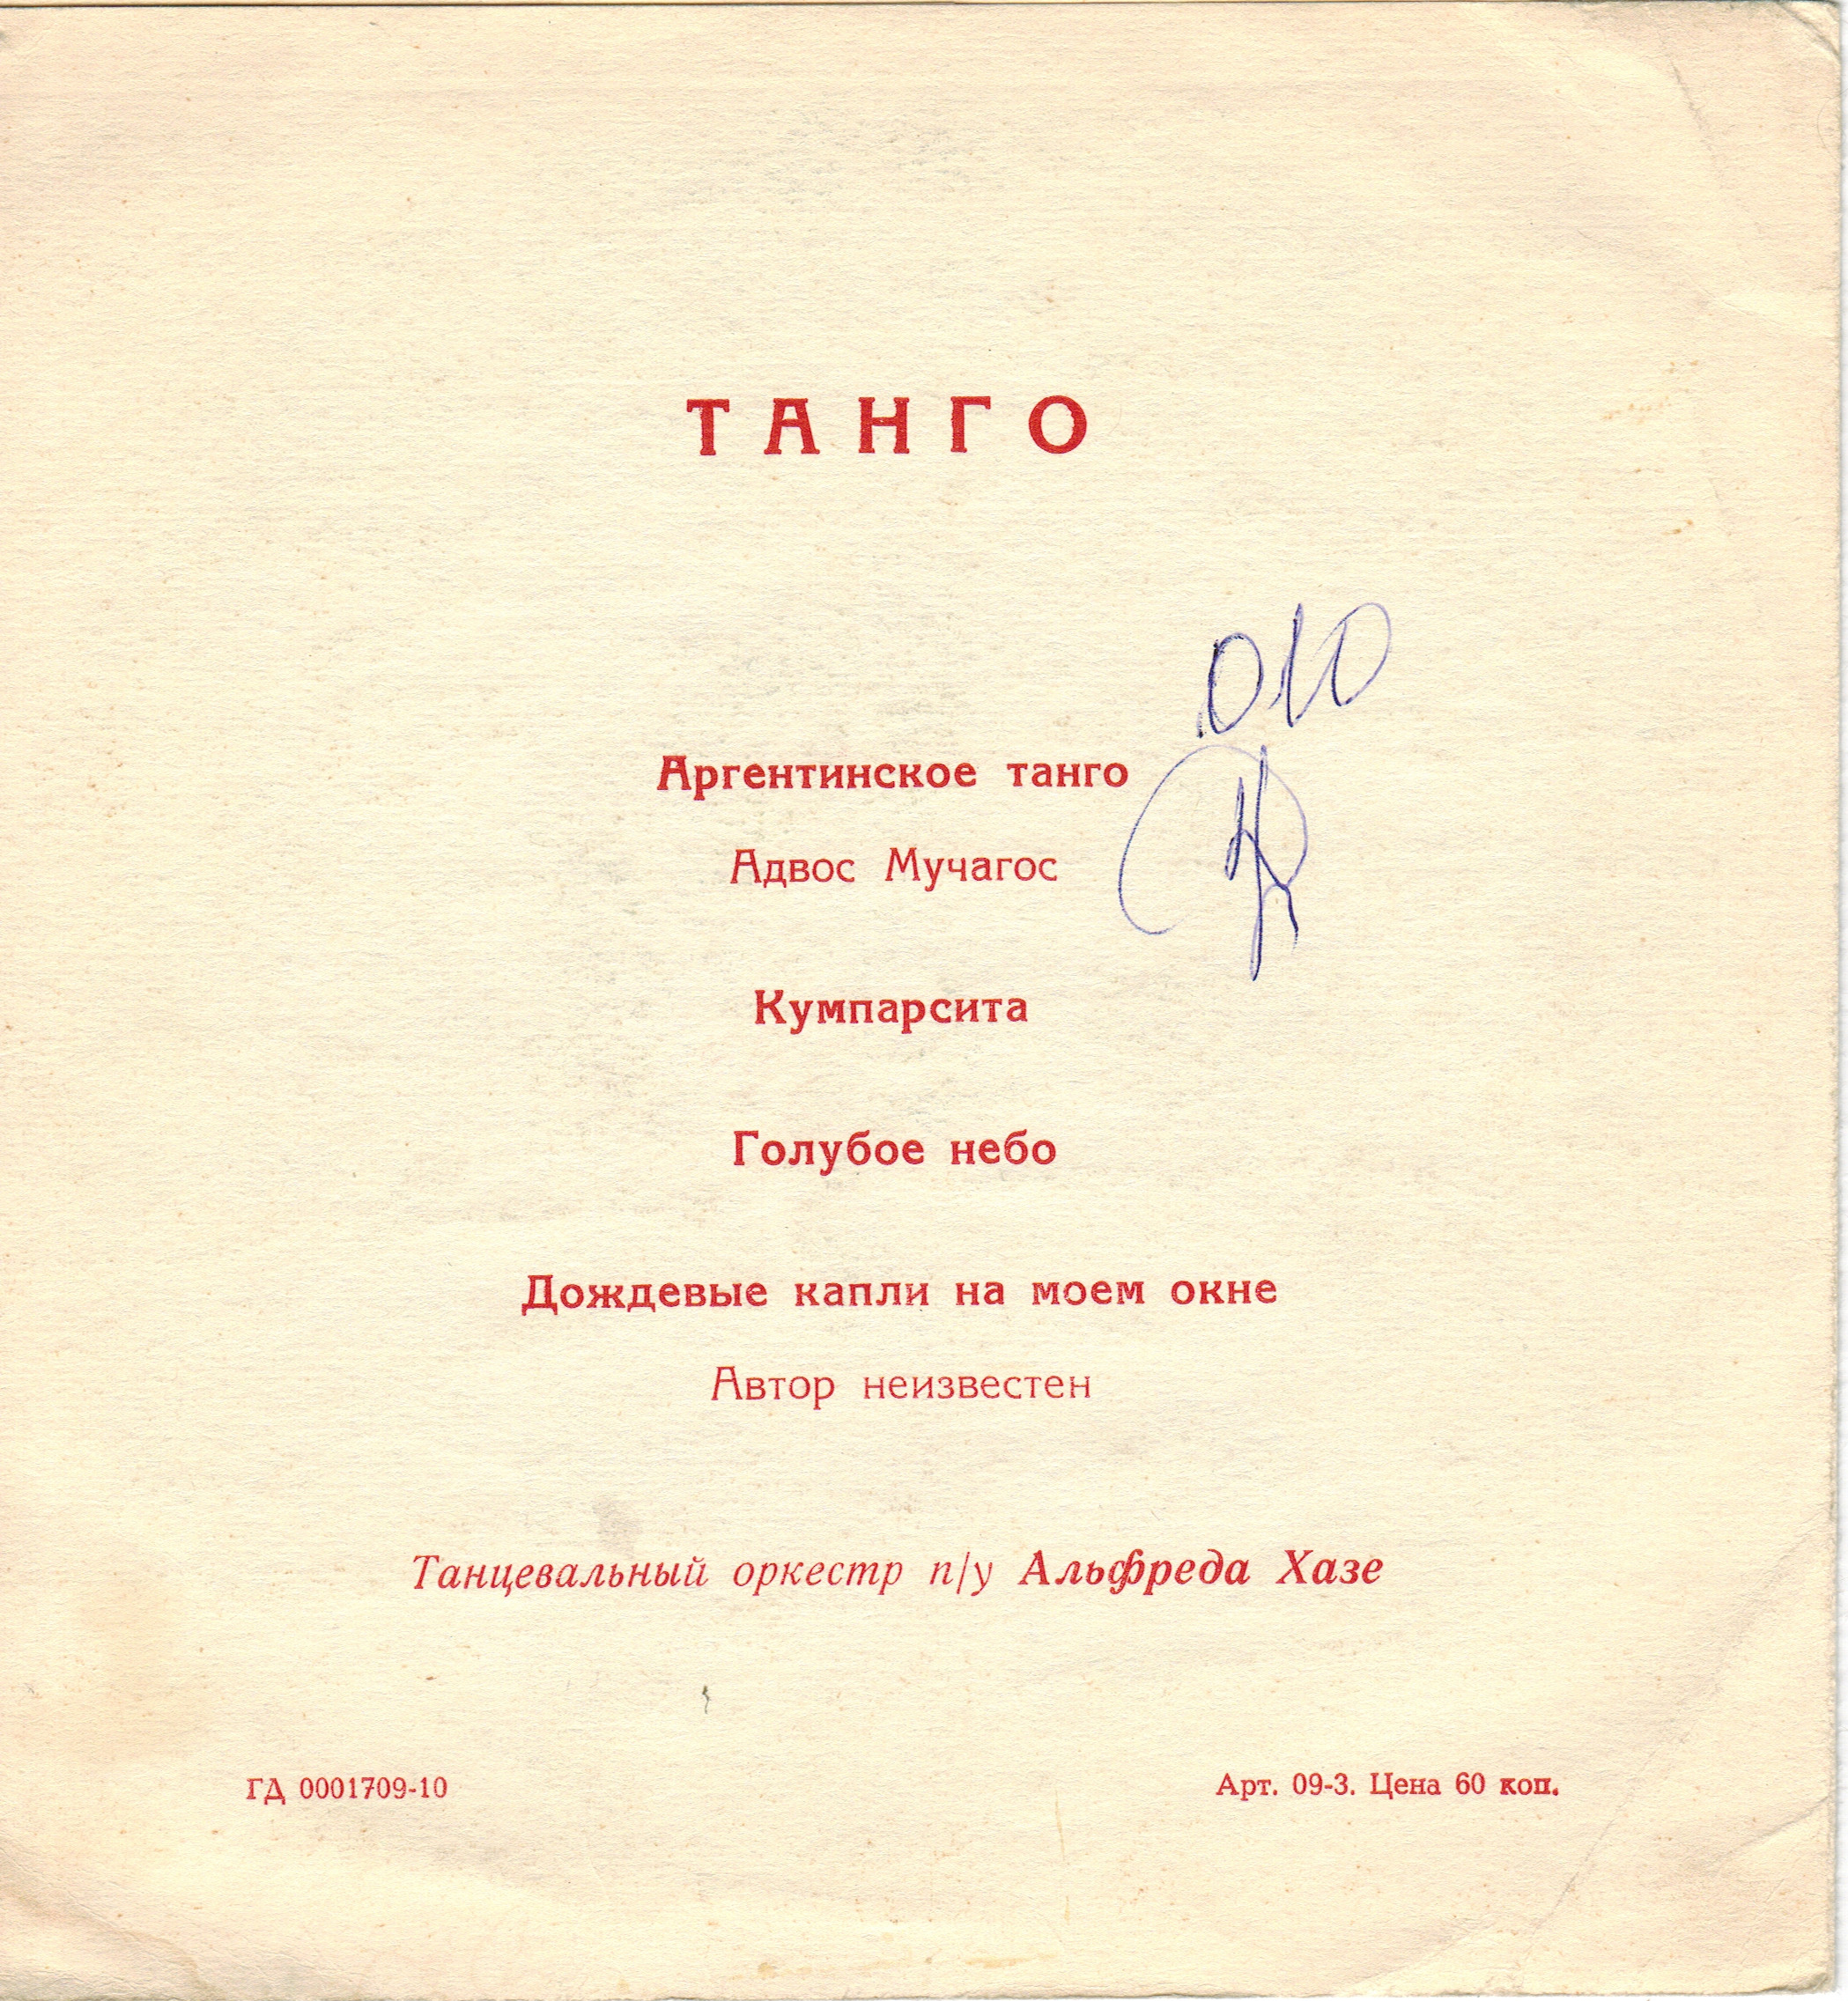 ТАНГО
010
Аргентинское танго
Адвос Мучагос
Кумпарсита
Голубое небо
Дождевые капли на моем окне
Автор неизвестен
Танцевальный оркестр п/у Альфреда Хазе
ГД 0001709-10
Арт. 09-3. Цена 60 коп.